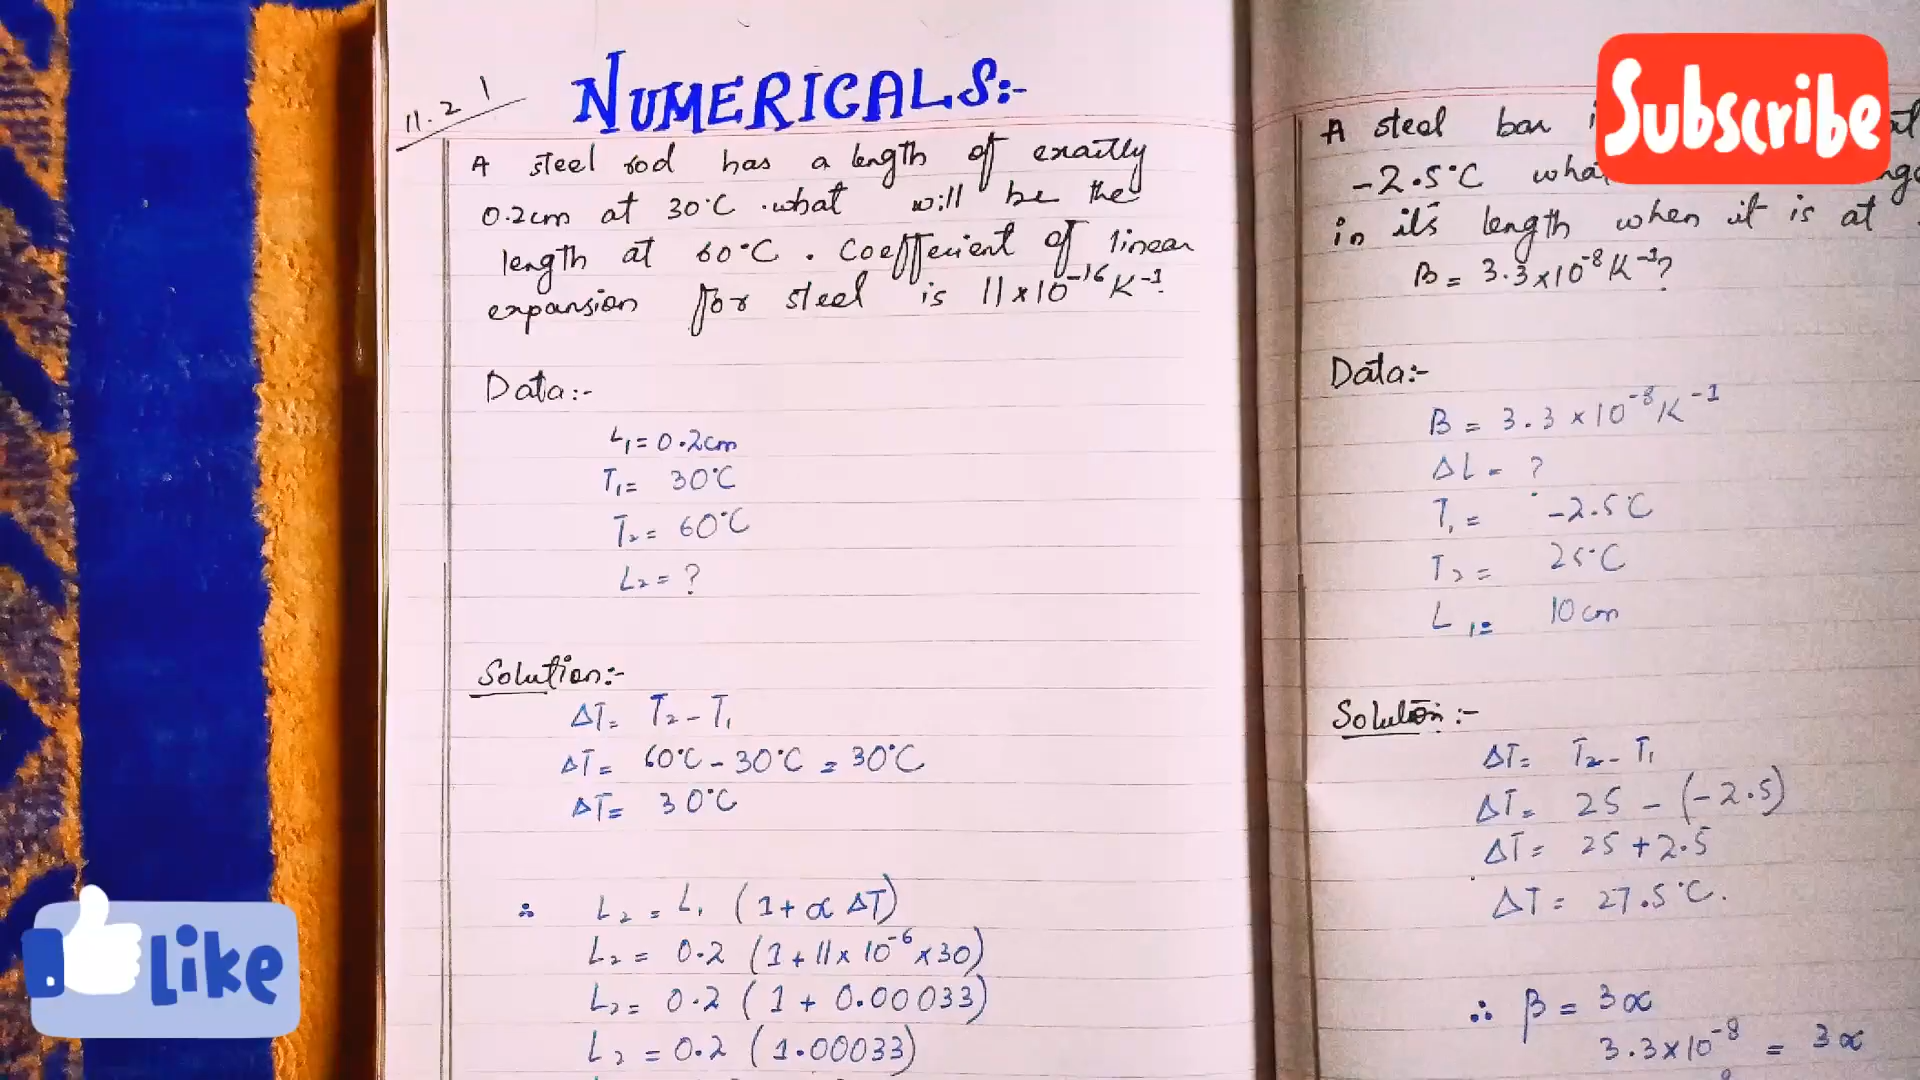 11.2 1
NUMERICALS:-
A steel rod has a length of exactly
0.2cm at 30°C .what will be the
length at 60°C . Coeffecient of linear
expansion for steel is 11×10⁻¹⁶K⁻¹.
Data:-
L₁= 0.2cm
T₁= 30°C
T₂= 60°C
L₂= ?
Solution:-
ΔT= T₂-T₁
ΔT= 60°C-30°C = 30°C
ΔT= 30°C
∴ L₂ = L₁ (1+α ΔT)
L₂= 0.2 (1+11×10⁻⁶×30)
L₂= 0.2 (1+0.00033)
L₂=0.2 (1.00033)
A steel bar
-2.5°C
in it's length when it is at
B= 3.3×10⁻⁸K⁻¹?
Data:-
B = 3.3×10⁻⁸K⁻¹
ΔL= ?
T₁= -2.5°C
T₂= 25°C
L₁= 10cm
Solution:-
ΔT= T₂-T₁
ΔT= 25-(-2.5)
ΔT= 25+2.5
ΔT= 27.5°C.
∴ β = 3α
3.3×10⁻⁸ = 3α
Subscribe
Like